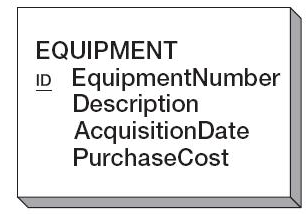 EQUIPMENT
ID EquipmentNumber
Description
AcquisitionDate
PurchaseCost